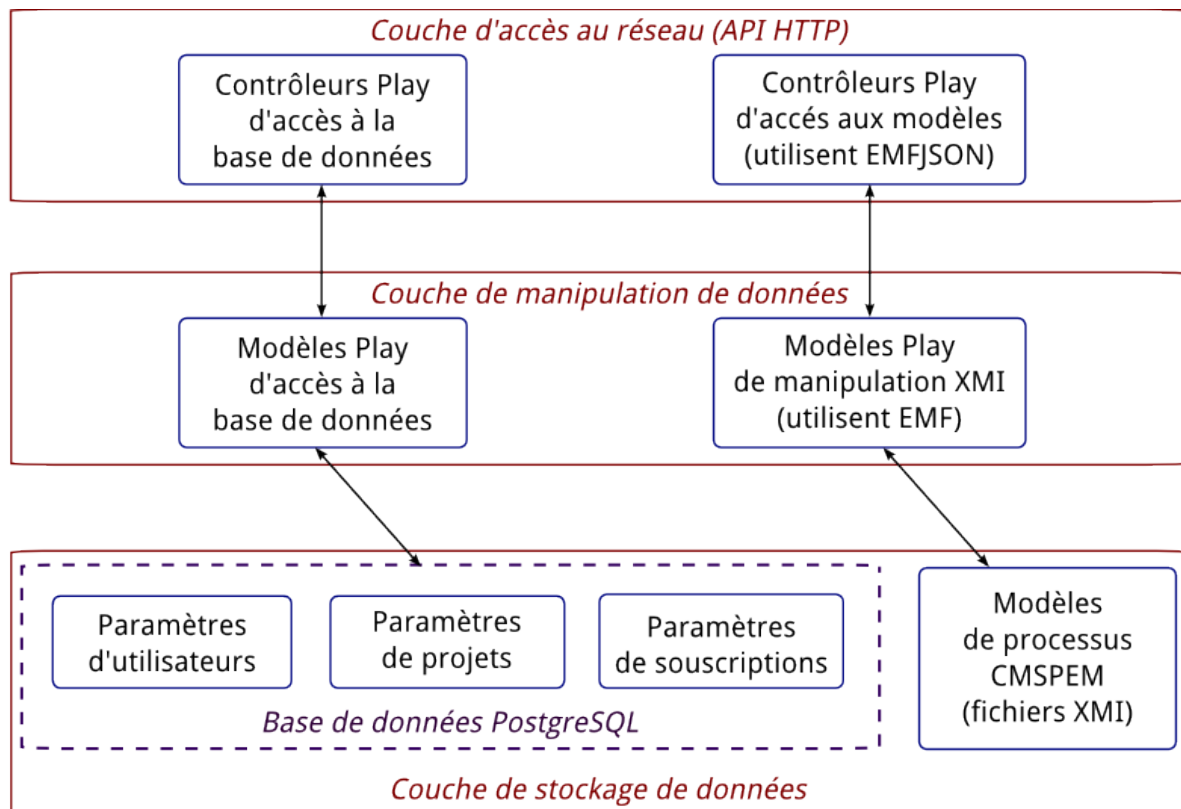 Couche d'accès au réseau (API HTTP)
Contrôleurs Play
d'accès à la
base de données
Contrôleurs Play
d'accés aux modèles
(utilisent EMFJSON)
Couche de manipulation de données
Modèles Play
d'accès à la
base de données
Modèles Play
de manipulation XMI
(utilisent EMF)
Paramètres
d'utilisateurs
Paramètres
de projets
Paramètres
de souscriptions
Base de données PostgreSQL
Modèles
de processus
CMSPEM
(fichiers XMI)
Couche de stockage de données